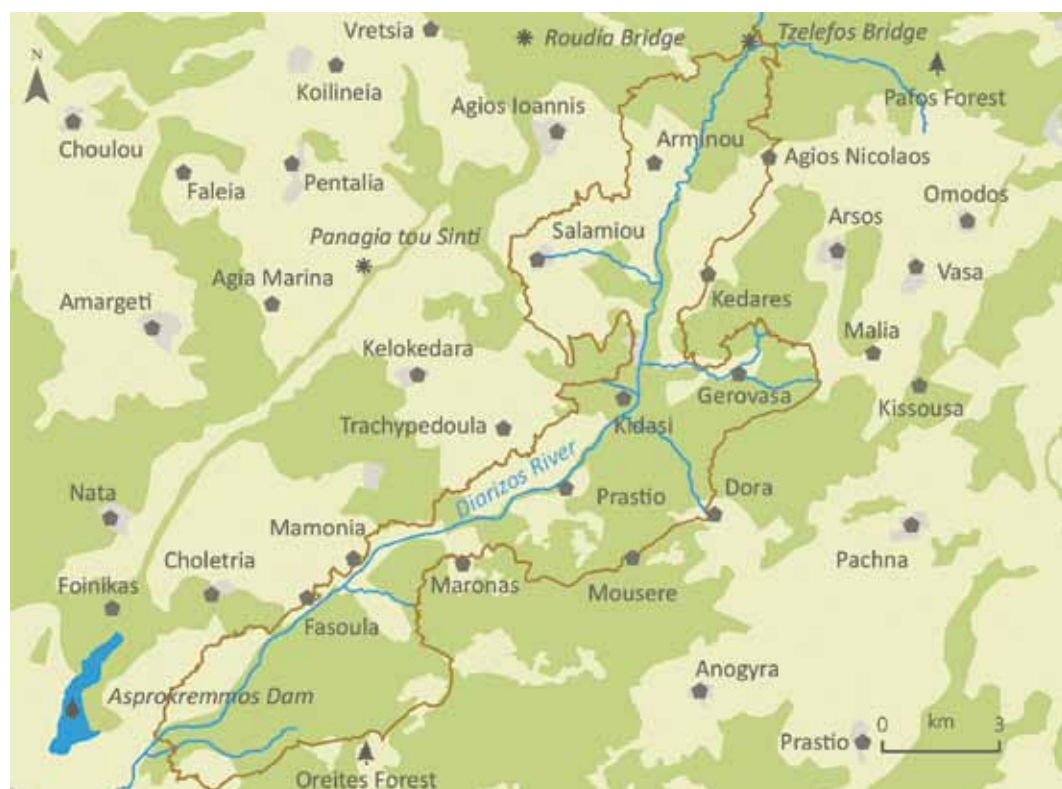 Vretsia
Roudía Bridge
Tzelefos Bridge
N
Koilineia
Pafos Forest
Agios Ioannis
Choulou
Arminou
Agios Nicolaos
Faleia
Pentalia
Omodos
Arsos
Salamiou
Panagia tou Sinti
Vasa
Agia Marina
Kedares
Amargeti
Malia
Kelokedara
Gerovasa
Kissousa
Trachypedoula
Kidasi
Diarizos River
Nata
Prastio
Dora
Mamonia
Pachna
Choletria
Foinikas
Maronas
Mousere
Fasoula
Anogyra
Asprokremmos Dam
0 km 3
Prastio
Oreites Forest